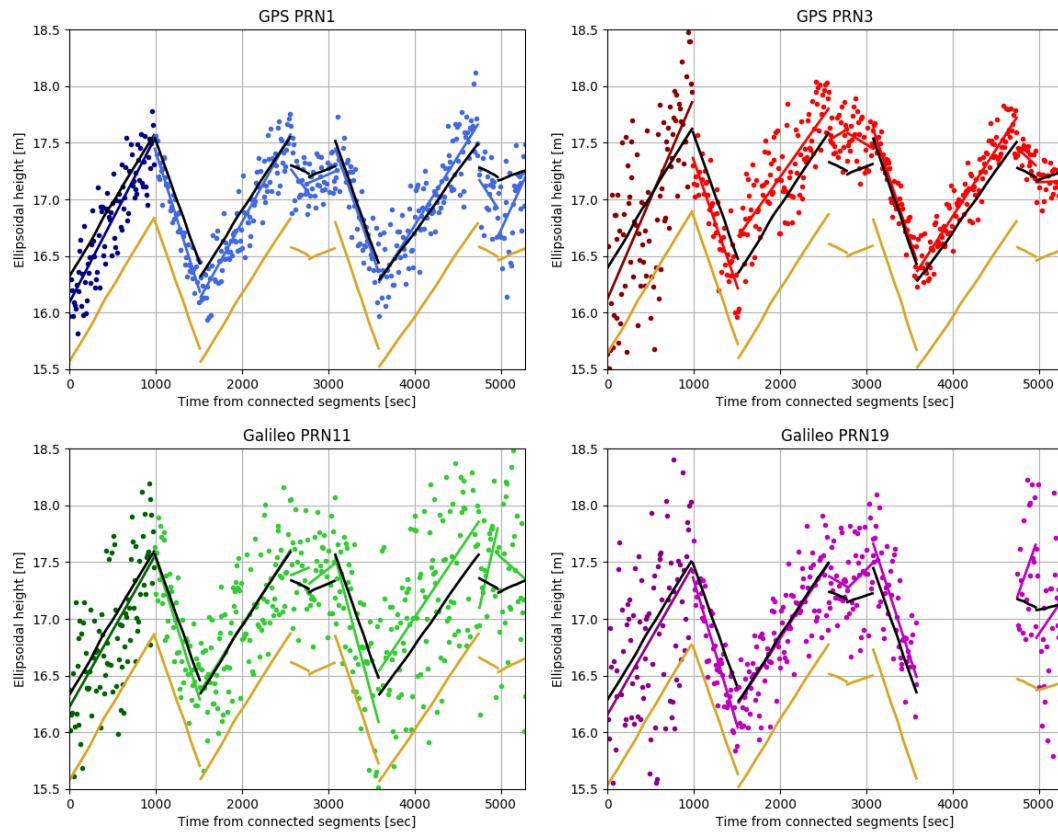 GPS PRN1
18.5
18.0
17.5
17.0
16.5
16.0
15.5
Ellipsoidal height [m]
0 1000 2000 3000 4000 5000
Time from connected segments [sec]
GPS PRN3
18.5
18.0
17.5
17.0
16.5
16.0
15.5
Ellipsoidal height [m]
0 1000 2000 3000 4000 5000
Time from connected segments [sec]
Galileo PRN11
18.5
18.0
17.5
17.0
16.5
16.0
15.5
Ellipsoidal height [m]
0 1000 2000 3000 4000 5000
Time from connected segments [sec]
Galileo PRN19
18.5
18.0
17.5
17.0
16.5
16.0
15.5
Ellipsoidal height [m]
0 1000 2000 3000 4000 5000
Time from connected segments [sec]